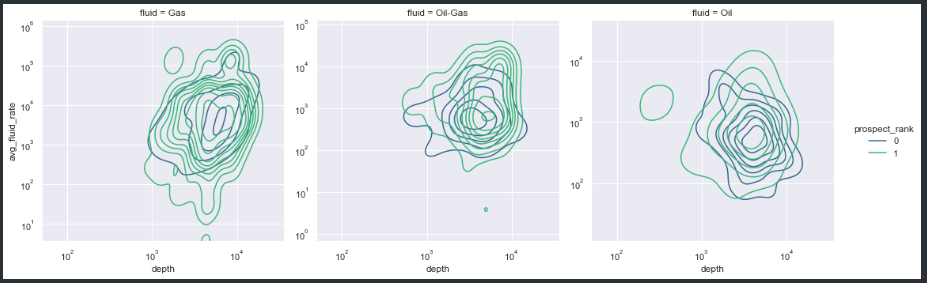 fluid = Gas
fluid = Oil-Gas
fluid = Oil
avg_fluid_rate
10⁶
10⁵
10⁴
10³
10²
10¹
10² 10³ 10⁴
depth
10⁵
10⁴
10³
10²
10¹
10⁰
10² 10³ 10⁴
depth
10⁴
10³
10²
10² 10³ 10⁴
depth
prospect_rank
0
1